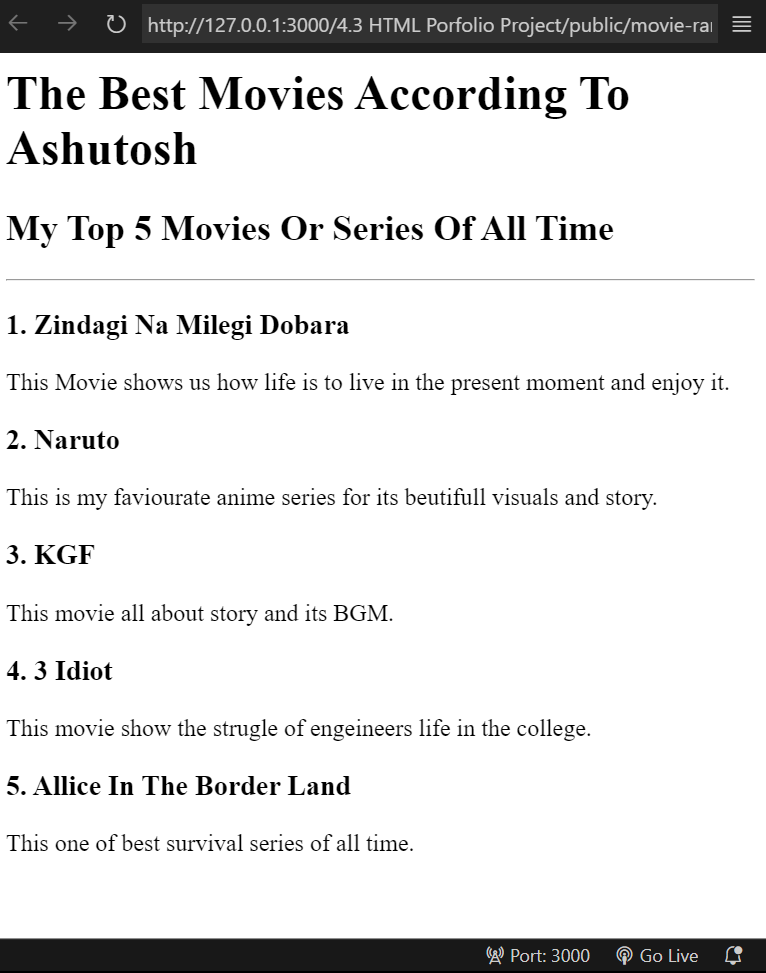 http://127.0.0.1:3000/4.3 HTML Porfolio Project/public/movie-ra
The Best Movies According To
Ashutosh
My Top 5 Movies Or Series Of All Time
1. Zindagi Na Milegi Dobara
This Movie shows us how life is to live in the present moment and enjoy it.
2. Naruto
This is my faviourate anime series for its beutifull visuals and story.
3. KGF
This movie all about story and its BGM.
4. 3 Idiot
This movie show the strugle of engeineers life in the college.
5. Allice In The Border Land
This one of best survival series of all time.
Port: 3000 Go Live